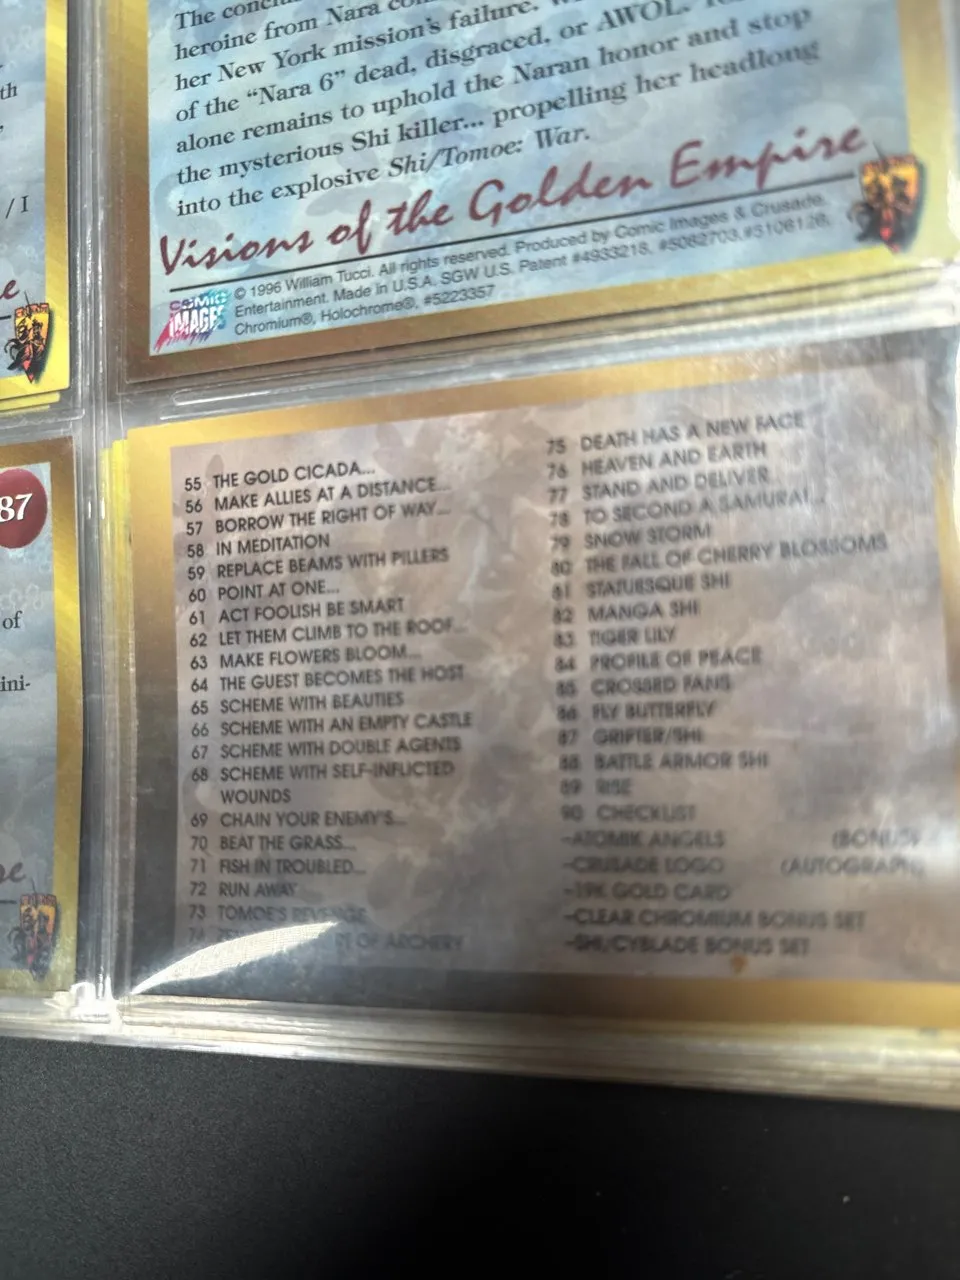 The
heroine from Nara
her New York mission's failure.
of the "Nara 6" dead, disgraced, or AWOL.
alone remains to uphold the Naran honor and stop
the mysterious Shi killer... propelling her headlong
into the explosive Shi/Tomoe: War.
Visions of the Golden Empire
© 1996 William Tucci. All rights reserved. Produced by Comic Images & Crusade
Entertainment. Made in U.S.A. SGW U.S. Patent #4933218, #5082703, #5106126,
Chromium®, Holochrome®, #5223357
COMIC
IMAGES
th
/ I
87
of
ini-
55 THE GOLD CICADA...
56 MAKE ALLIES AT A DISTANCE...
57 BORROW THE RIGHT OF WAY...
58 IN MEDITATION
59 REPLACE BEAMS WITH PILLERS
60 POINT AT ONE...
61 ACT FOOLISH BE SMART
62 LET THEM CLIMB TO THE ROOF...
63 MAKE FLOWERS BLOOM...
64 THE GUEST BECOMES THE HOST
65 SCHEME WITH BEAUTIES
66 SCHEME WITH AN EMPTY CASTLE
67 SCHEME WITH DOUBLE AGENTS
68 SCHEME WITH SELF-INFLICTED
WOUNDS
69 CHAIN YOUR ENEMY'S...
70 BEAT THE GRASS...
71 FISH IN TROUBLED...
72 RUN AWAY
73 TOMOE'S REVENGE
74 OF ARCHERY
75 DEATH HAS A NEW FACE
76 HEAVEN AND EARTH
77 STAND AND DELIVER
78 TO SECOND A SAMURAI...
79 SNOW STORM
80 THE FALL OF CHERRY BLOSSOMS
81 STATUESQUE SHI
82 MANGA SHI
83 TIGER LILY
84 PROFILE OF PEACE
85 CROSSED FANS
86 FLY BUTTERFLY
87 GRIFTER/SHI
88 BATTLE ARMOR SHI
89 RISE
90 CHECKLIST
-ATOMIK ANGELS (BONUS)
-CRUSADE LOGO (AUTOGRAPH)
-19K GOLD CARD
-CLEAR CHROMIUM BONUS SET
-SHI/CYBLADE BONUS SET